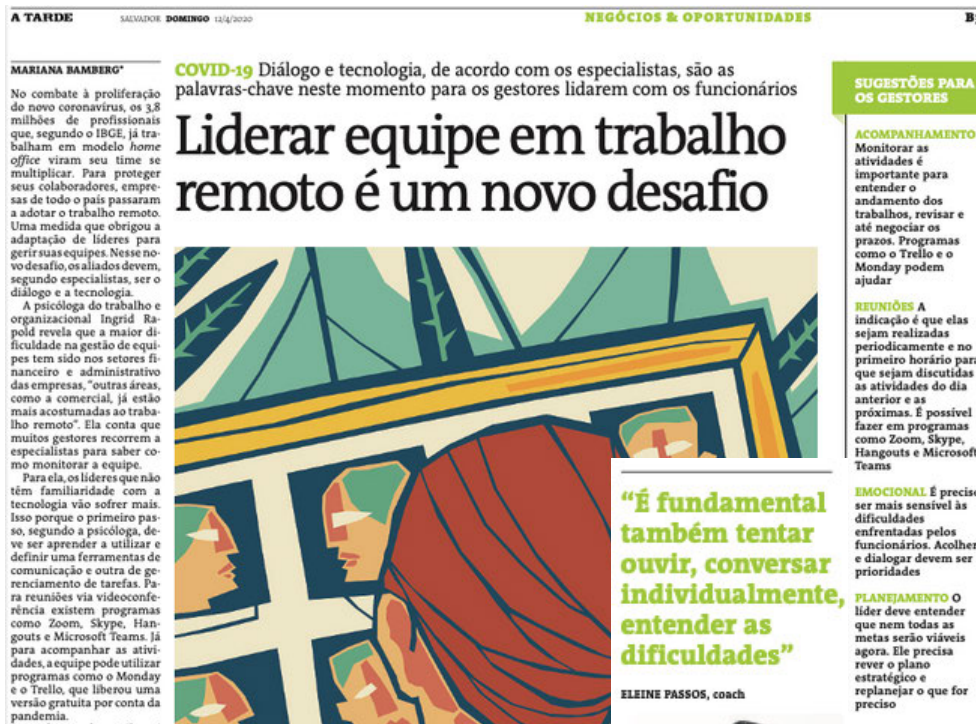 A TARDE
SALVADOR DOMINGO 12/4/2020
NEGÓCIOS & OPORTUNIDADES
MARIANA BAMBERG*
No combate à proliferação
do novo coronavírus, os 3,8
milhões de profissionais
que, segundo o IBGE, já tra-
balham em modelo home
office viram seu time se
multiplicar. Para proteger
seus colaboradores, empre-
sas de todo o país passaram
a adotar o trabalho remoto.
Uma medida que obrigou a
adaptação de líderes para
gerir suas equipes. Nesse no-
vo desafio, os aliados devem,
segundo especialistas, ser o
diálogo e a tecnologia.
A psicóloga do trabalho e
organizacional Ingrid Ra-
pold revela que a maior di-
ficuldade na gestão de equi-
pes tem sido nos setores fi-
nanceiro e administrativo
das empresas, “outras áreas,
como a comercial, já estão
mais acostumadas ao traba-
lho remoto”. Ela conta que
muitos gestores recorrem a
especialistas para saber co-
mo monitorar a equipe.
Para ela, os líderes que não
têm familiaridade com a
tecnologia vão sofrer mais.
Isso porque o primeiro pas-
so, segundo a psicóloga, de-
ve ser aprender a utilizar e
definir uma ferramentas de
comunicação e outra de ge-
renciamento de tarefas. Pa-
ra reuniões via videoconfe-
rência existem programas
como Zoom, Skype, Han-
gouts e Microsoft Teams. Já
para acompanhar as ativi-
dades, a equipe pode utilizar
programas como o Monday
e o Trello, que liberou uma
versão gratuita por conta da
pandemia.
COVID-19 Diálogo e tecnologia, de acordo com os especialistas, são as
palavras-chave neste momento para os gestores lidarem com os funcionários
Liderar equipe em trabalho
remoto é um novo desafio
“É fundamental
também tentar
ouvir, conversar
individualmente,
entender as
dificuldades”
ELEINE PASSOS, coach
SUGESTÕES PARA
OS GESTORES
ACOMPANHAMENTO
Monitorar as
atividades é
importante para
entender o
andamento dos
trabalhos, revisar e
até negociar os
prazos. Programas
como o Trello e o
Monday podem
ajudar
REUNIÕES A
indicação é que elas
sejam realizadas
periodicamente e no
primeiro horário para
que sejam discutidas
as atividades do dia
anterior e as
próximas. É possível
fazer em programas
como Zoom, Skype,
Hangouts e Microsoft
Teams
EMOCIONAL É preciso
ser mais sensível às
dificuldades
enfrentadas pelos
funcionários. Acolher
e dialogar devem ser
prioridades
PLANEJAMENTO O
líder deve entender
que nem todas as
metas serão viáveis
agora. Ele precisa
rever o plano
estratégico e
replanejar o que for
preciso